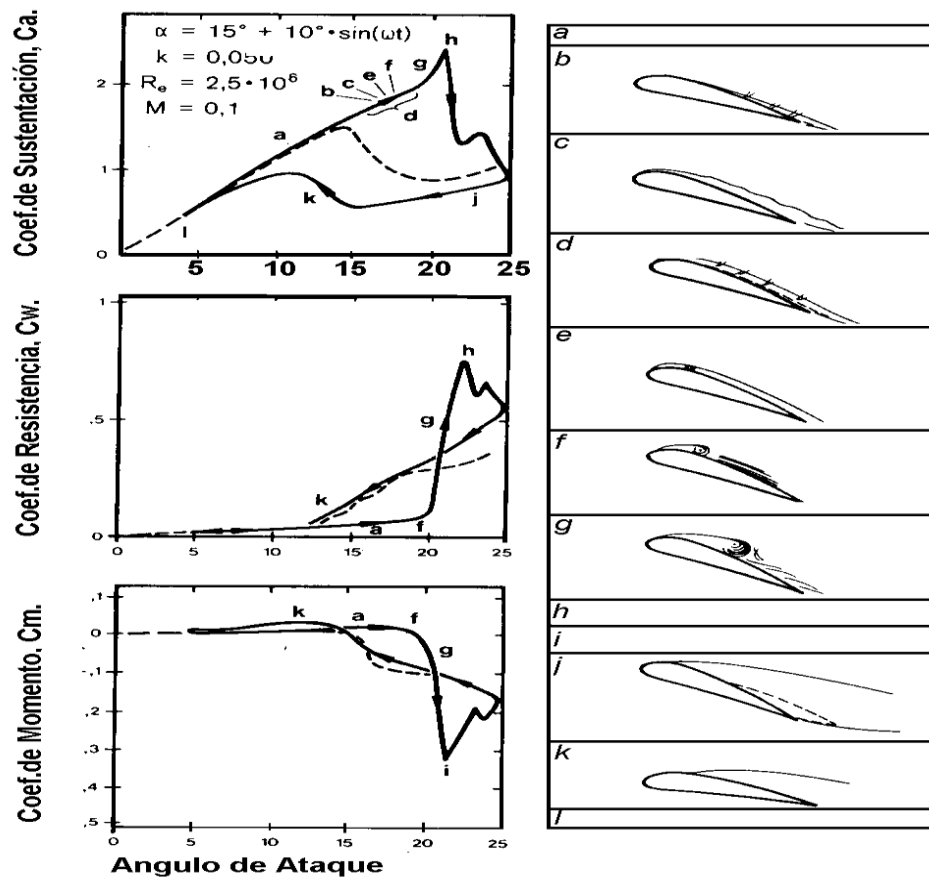 Coef.de Sustentación, Ca.
α = 15° + 10°•sin(ωt)
k = 0,050
Rₑ = 2,5•10⁶
M = 0,1
h
g
f
e
c
b
d
a
k
j
l
2
1
0
5
10
15
20
25
Coef.de Resistencia, Cw.
1
.5
0
h
g
k
a
f
0
5
10
15
20
25
Coef.de Momento, Cm.
,1
0
-,1
,2
,3
,4
,5
k
a
f
g
i
0
5
10
15
20
25
Angulo de Ataque
a
b
c
d
e
f
g
h
i
j
k
l